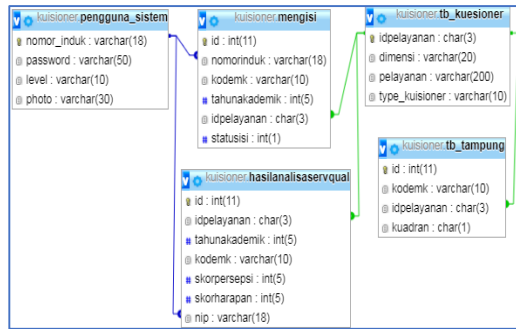 kuisioner.pengguna_sistem
nomor_induk : varchar(18)
password : varchar(50)
level : varchar(10)
photo : varchar(30)
kuisioner.mengisi
id : int(11)
nomorinduk : varchar(18)
kodemk : varchar(10)
tahunakademik : int(5)
idpelayanan : char(3)
statusisi : int(1)
kuisioner.tb_kuesioner
idpelayanan : char(3)
dimensi : varchar(20)
pelayanan : varchar(200)
type_kuisioner : varchar(10)
kuisioner.tb_tampung
id : int(11)
kodemk : varchar(10)
idpelayanan : char(3)
kuadran : char(1)
kuisioner.hasilanalisaservqual
id : int(11)
idpelayanan : char(3)
tahunakademik : int(5)
kodemk : varchar(10)
skorpersepsi : int(5)
skorharapan : int(5)
nip : varchar(18)